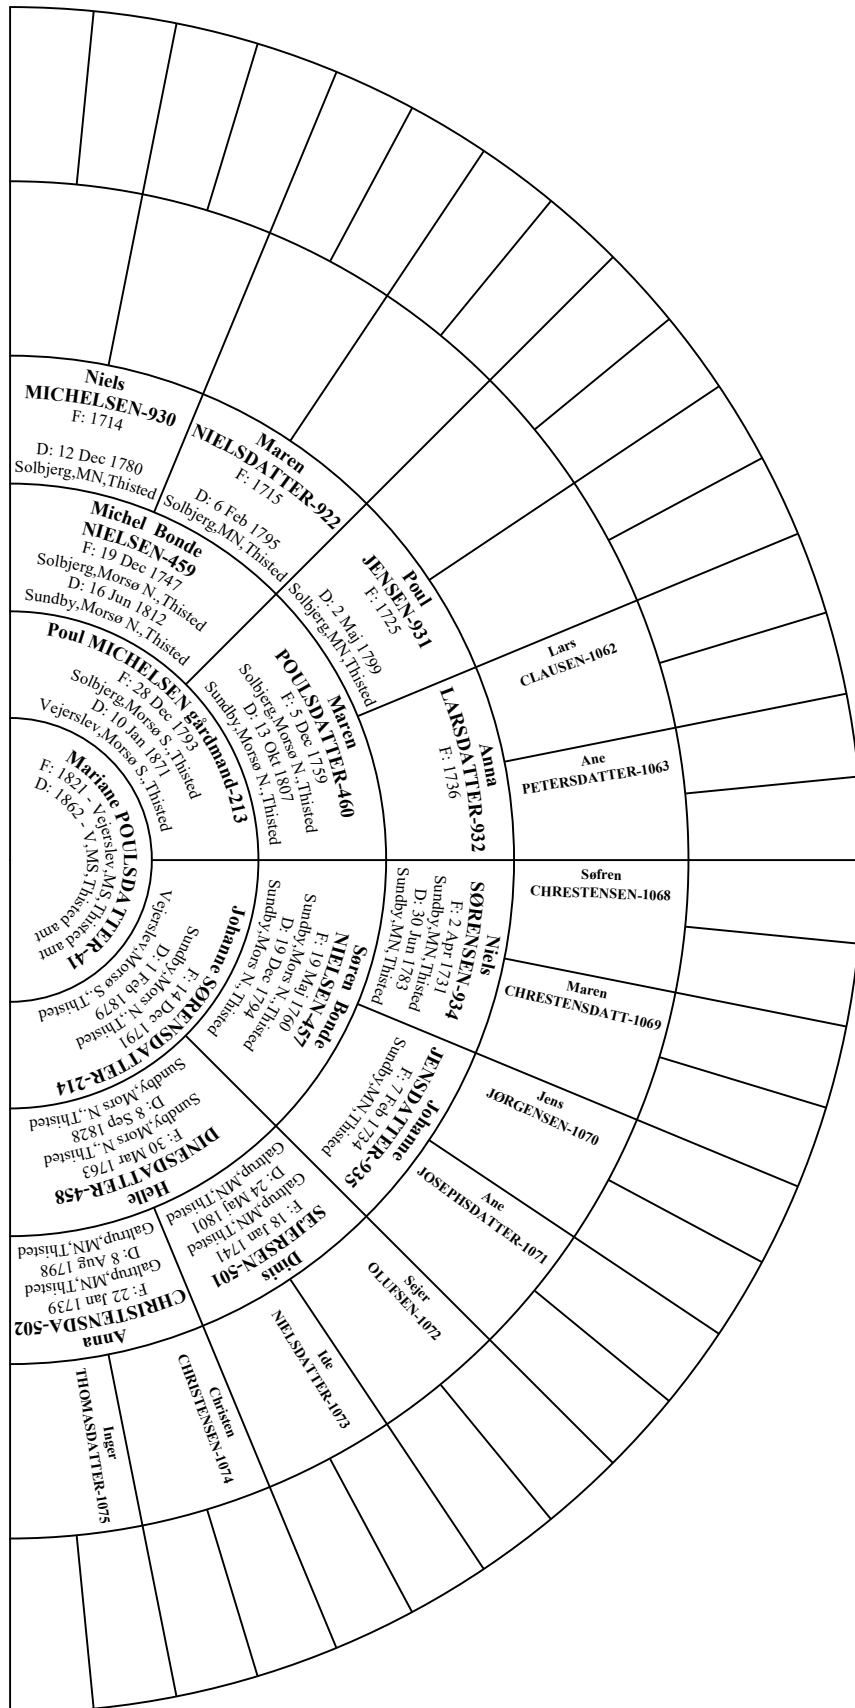 Niels
MICHELSEN-930
F: 1714
D: 12 Dec 1780
Solbjerg,MN,Thisted
Maren
NIELSDATTER-922
F: 1715
D: 6 Feb 1795
Solbjerg,MN,Thisted
Michel Bonde
NIELSEN-459
F: 19 Dec 1747
Solbjerg,Morsø N.,Thisted
D: 16 Jun 1812
Sundby,Morsø N.,Thisted
Poul
JENSEN-931
F: 1725
D: 2 Maj 1799
Solbjerg,MN,Thisted
Poul MICHELSEN gårdmand-213
F: 28 Dec 1793
Solbjerg,Morsø S.,Thisted
D: 10 Jan 1871
Vejerslev,Morsø S.,Thisted
Maren
POULSDATTER-460
F: 5 Dec 1759
Solbjerg,Morsø N.,Thisted
D: 13 Okt 1807
Sundby,Morsø N.,Thisted
Lars
CLAUSEN-1062
Anna
LARSDATTER-932
F: 1736
Ane
PETERSDATTER-1063
Mariane POULSDATTER-41
F: 1821 - Vejerslev,MS,Thisted amt
D: 1862 - V,MS,Thisted amt
Søfren
CHRESTENSEN-1068
Niels
SØRENSEN-934
F: 2 Apr 1731
Sundby,MN,Thisted
D: 30 Jun 1783
Sundby,MN,Thisted
Johanne SØRENSDATTER-214
F: 14 Dec 1791
Sundby,Mors N.,Thisted
D: 1 Feb 1879
Vejerslev,Morsø S.,Thisted
Søren Bonde
NIELSEN-457
F: 19 Maj 1760
Sundby,Mors N.,Thisted
D: 19 Dec 1794
Sundby,Mors N.,Thisted
Maren
CHRESTENSDATT-1069
Johanne
JENSDATTER-935
F: 7 Feb 1734
Sundby,MN,Thisted
Jens
JØRGENSEN-1070
Ane
JOSEPHSDATTER-1071
Helle
DINESDATTER-458
F: 30 Mar 1763
Sundby,Mors N.,Thisted
D: 8 Sep 1828
Sundby,Mors N.,Thisted
Dinis
SEJERSEN-501
F: 18 Jan 1741
Galtrup,MN,Thisted
D: 24 Maj 1801
Galtrup,MN,Thisted
Sejer
OLUFSEN-1072
Anna
CHRISTENSDA-502
F: 22 Jan 1739
Galtrup,MN,Thisted
D: 8 Aug 1798
Galtrup,MN,Thisted
Ide
NIELSDATTER-1073
Christen
CHRISTENSEN-1074
Inger
THOMASDATTER-1075